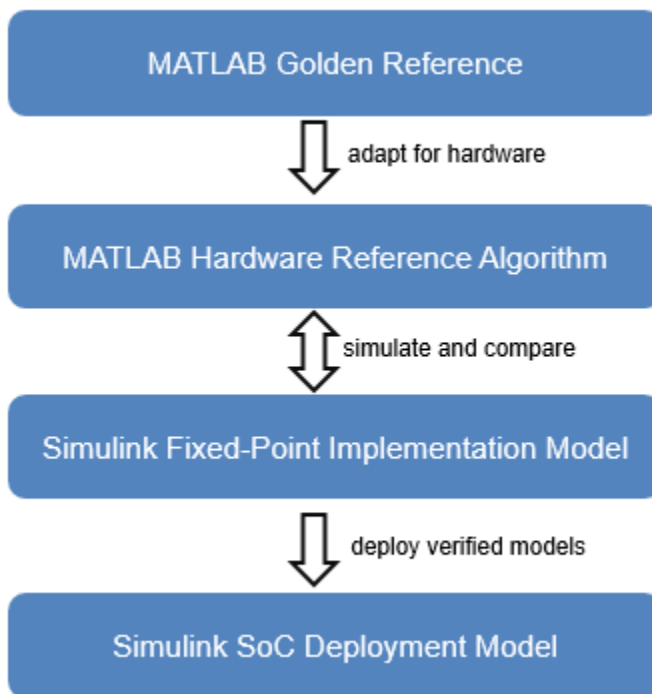 MATLAB Golden Reference
adapt for hardware
MATLAB Hardware Reference Algorithm
simulate and compare
Simulink Fixed-Point Implementation Model
deploy verified models
Simulink SoC Deployment Model